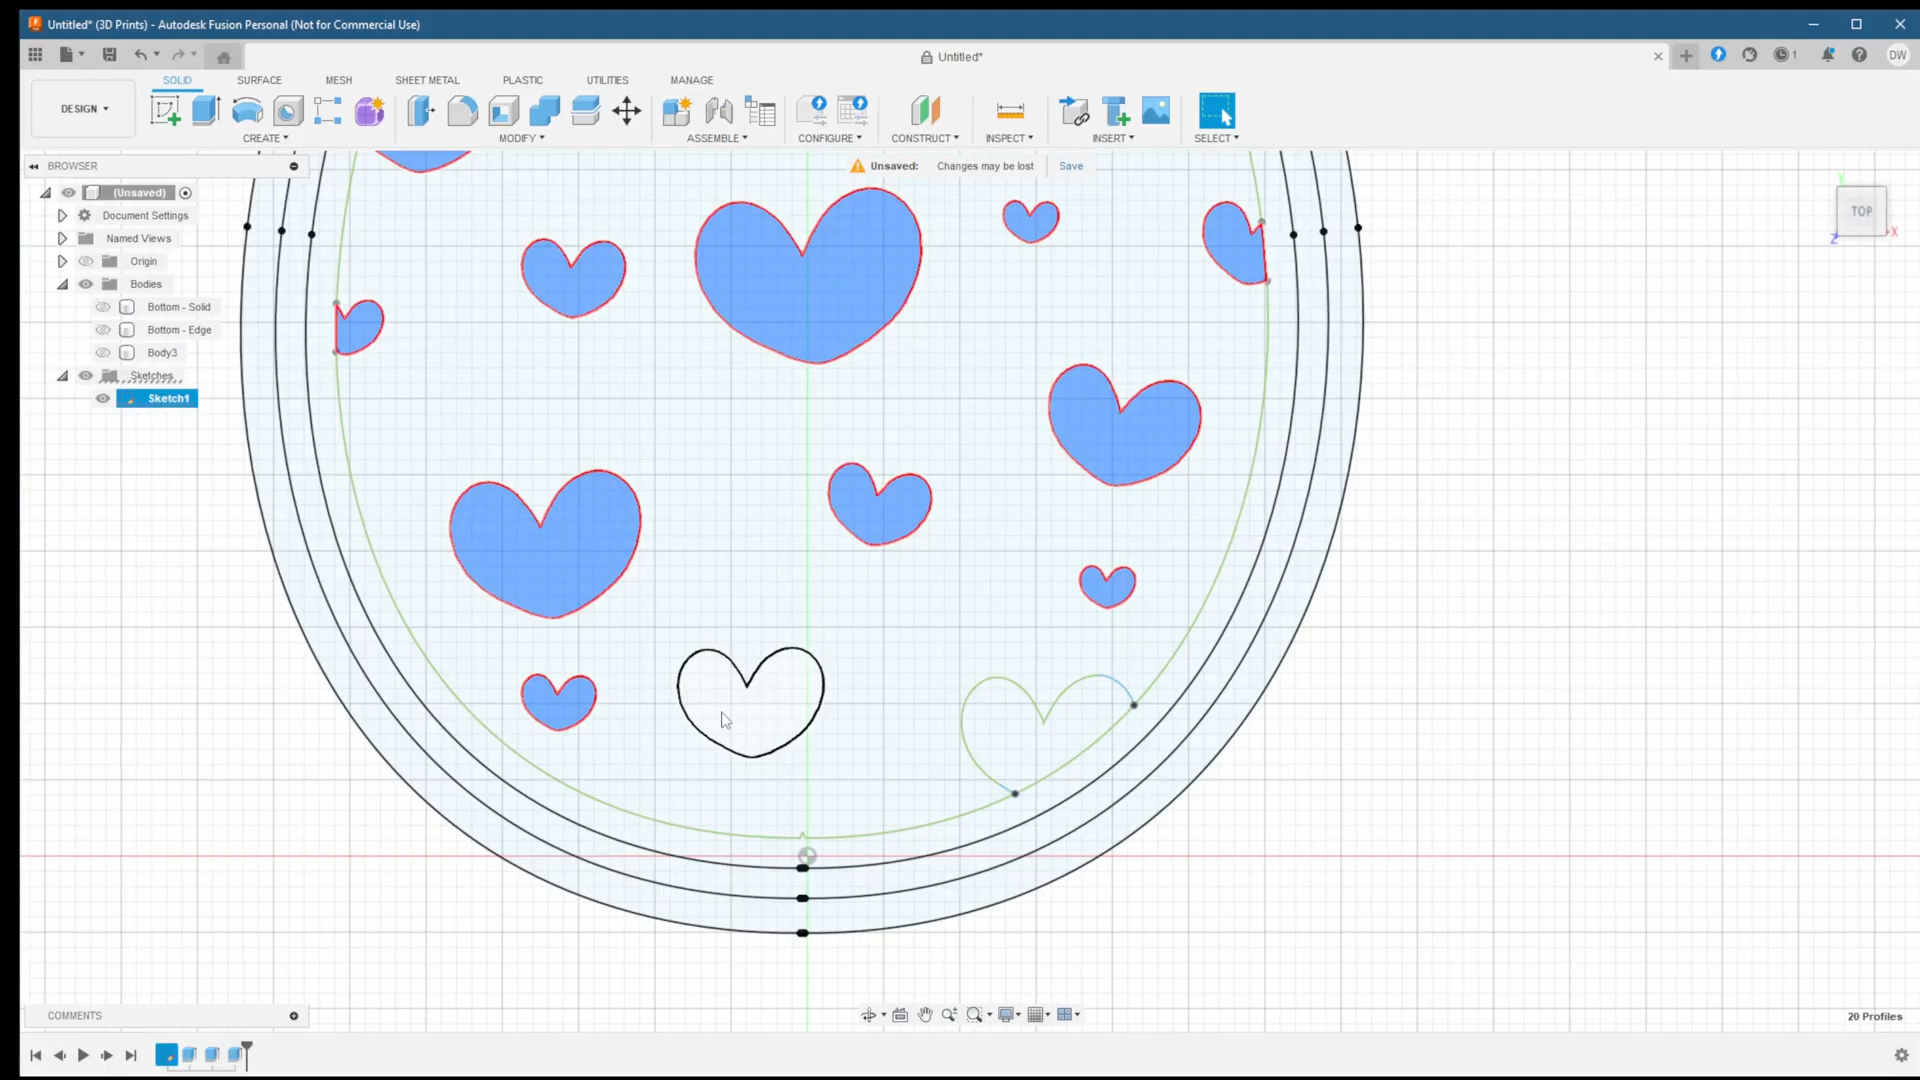 Untitled* (3D Prints) - Autodesk Fusion Personal (Not for Commercial Use)
Untitled*
1
DW
DESIGN
SOLID
SURFACE
MESH
SHEET METAL
PLASTIC
UTILITIES
MANAGE
CREATE
MODIFY
ASSEMBLE
CONFIGURE
CONSTRUCT
INSPECT
INSERT
SELECT
BROWSER
Unsaved: Changes may be lost Save
(Unsaved)
Document Settings
Named Views
Origin
Bodies
Bottom - Solid
Bottom - Edge
Body3
Sketches
Sketch1
Y
TOP
Z
X
COMMENTS
20 Profiles